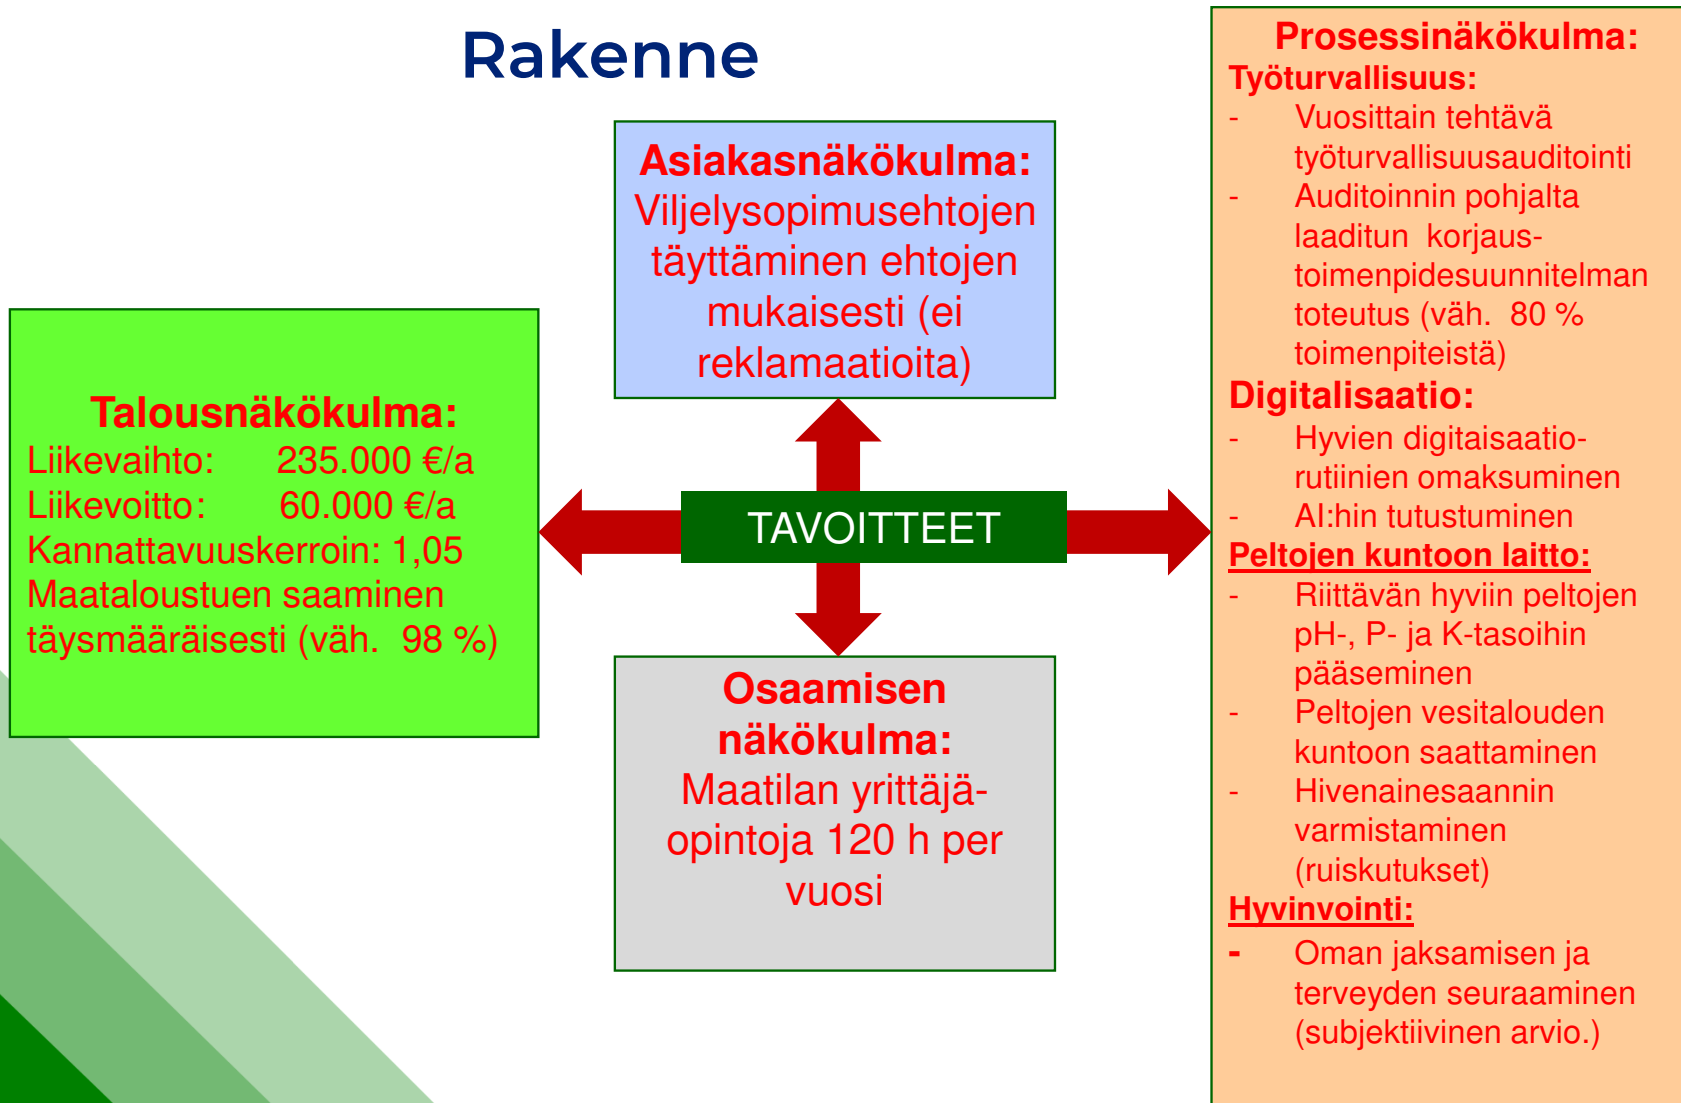 Rakenne
Asiakasnäkökulma:
Viljelysopimusehtojen
täyttäminen ehtojen
mukaisesti (ei
reklamaatioita)
Talousnäkökulma:
Liikevaihto: 235.000 €/a
Liikevoitto: 60.000 €/a
Kannattavuuskerroin: 1,05
Maataloustuen saaminen
täysmääräisesti (väh. 98 %)
TAVOITTEET
Osaamisen
näkökulma:
Maatilan yrittäjä-
opintoja 120 h per
vuosi
Prosessinäkökulma:
Työturvallisuus:
- Vuosittain tehtävä
työturvallisuusauditointi
- Auditoinnin pohjalta
laaditun korjaus-
toimenpidesuunnitelman
toteutus (väh. 80 %
toimenpiteistä)
Digitalisaatio:
- Hyvien digitaisaatio-
rutiinien omaksuminen
- AI:hin tutustuminen
Peltojen kuntoon laitto:
- Riittävän hyviin peltojen
pH-, P- ja K-tasoihin
pääseminen
- Peltojen vesitalouden
kuntoon saattaminen
- Hivenainesaannin
varmistaminen
(ruiskutukset)
Hyvinvointi:
- Oman jaksamisen ja
terveyden seuraaminen
(subjektiivinen arvio.)